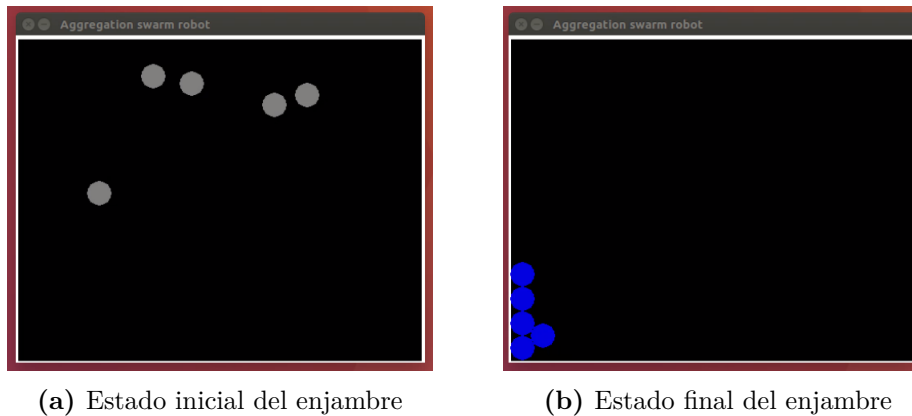 Aggregation swarm robot
Aggregation swarm robot
(a) Estado inicial del enjambre
(b) Estado final del enjambre